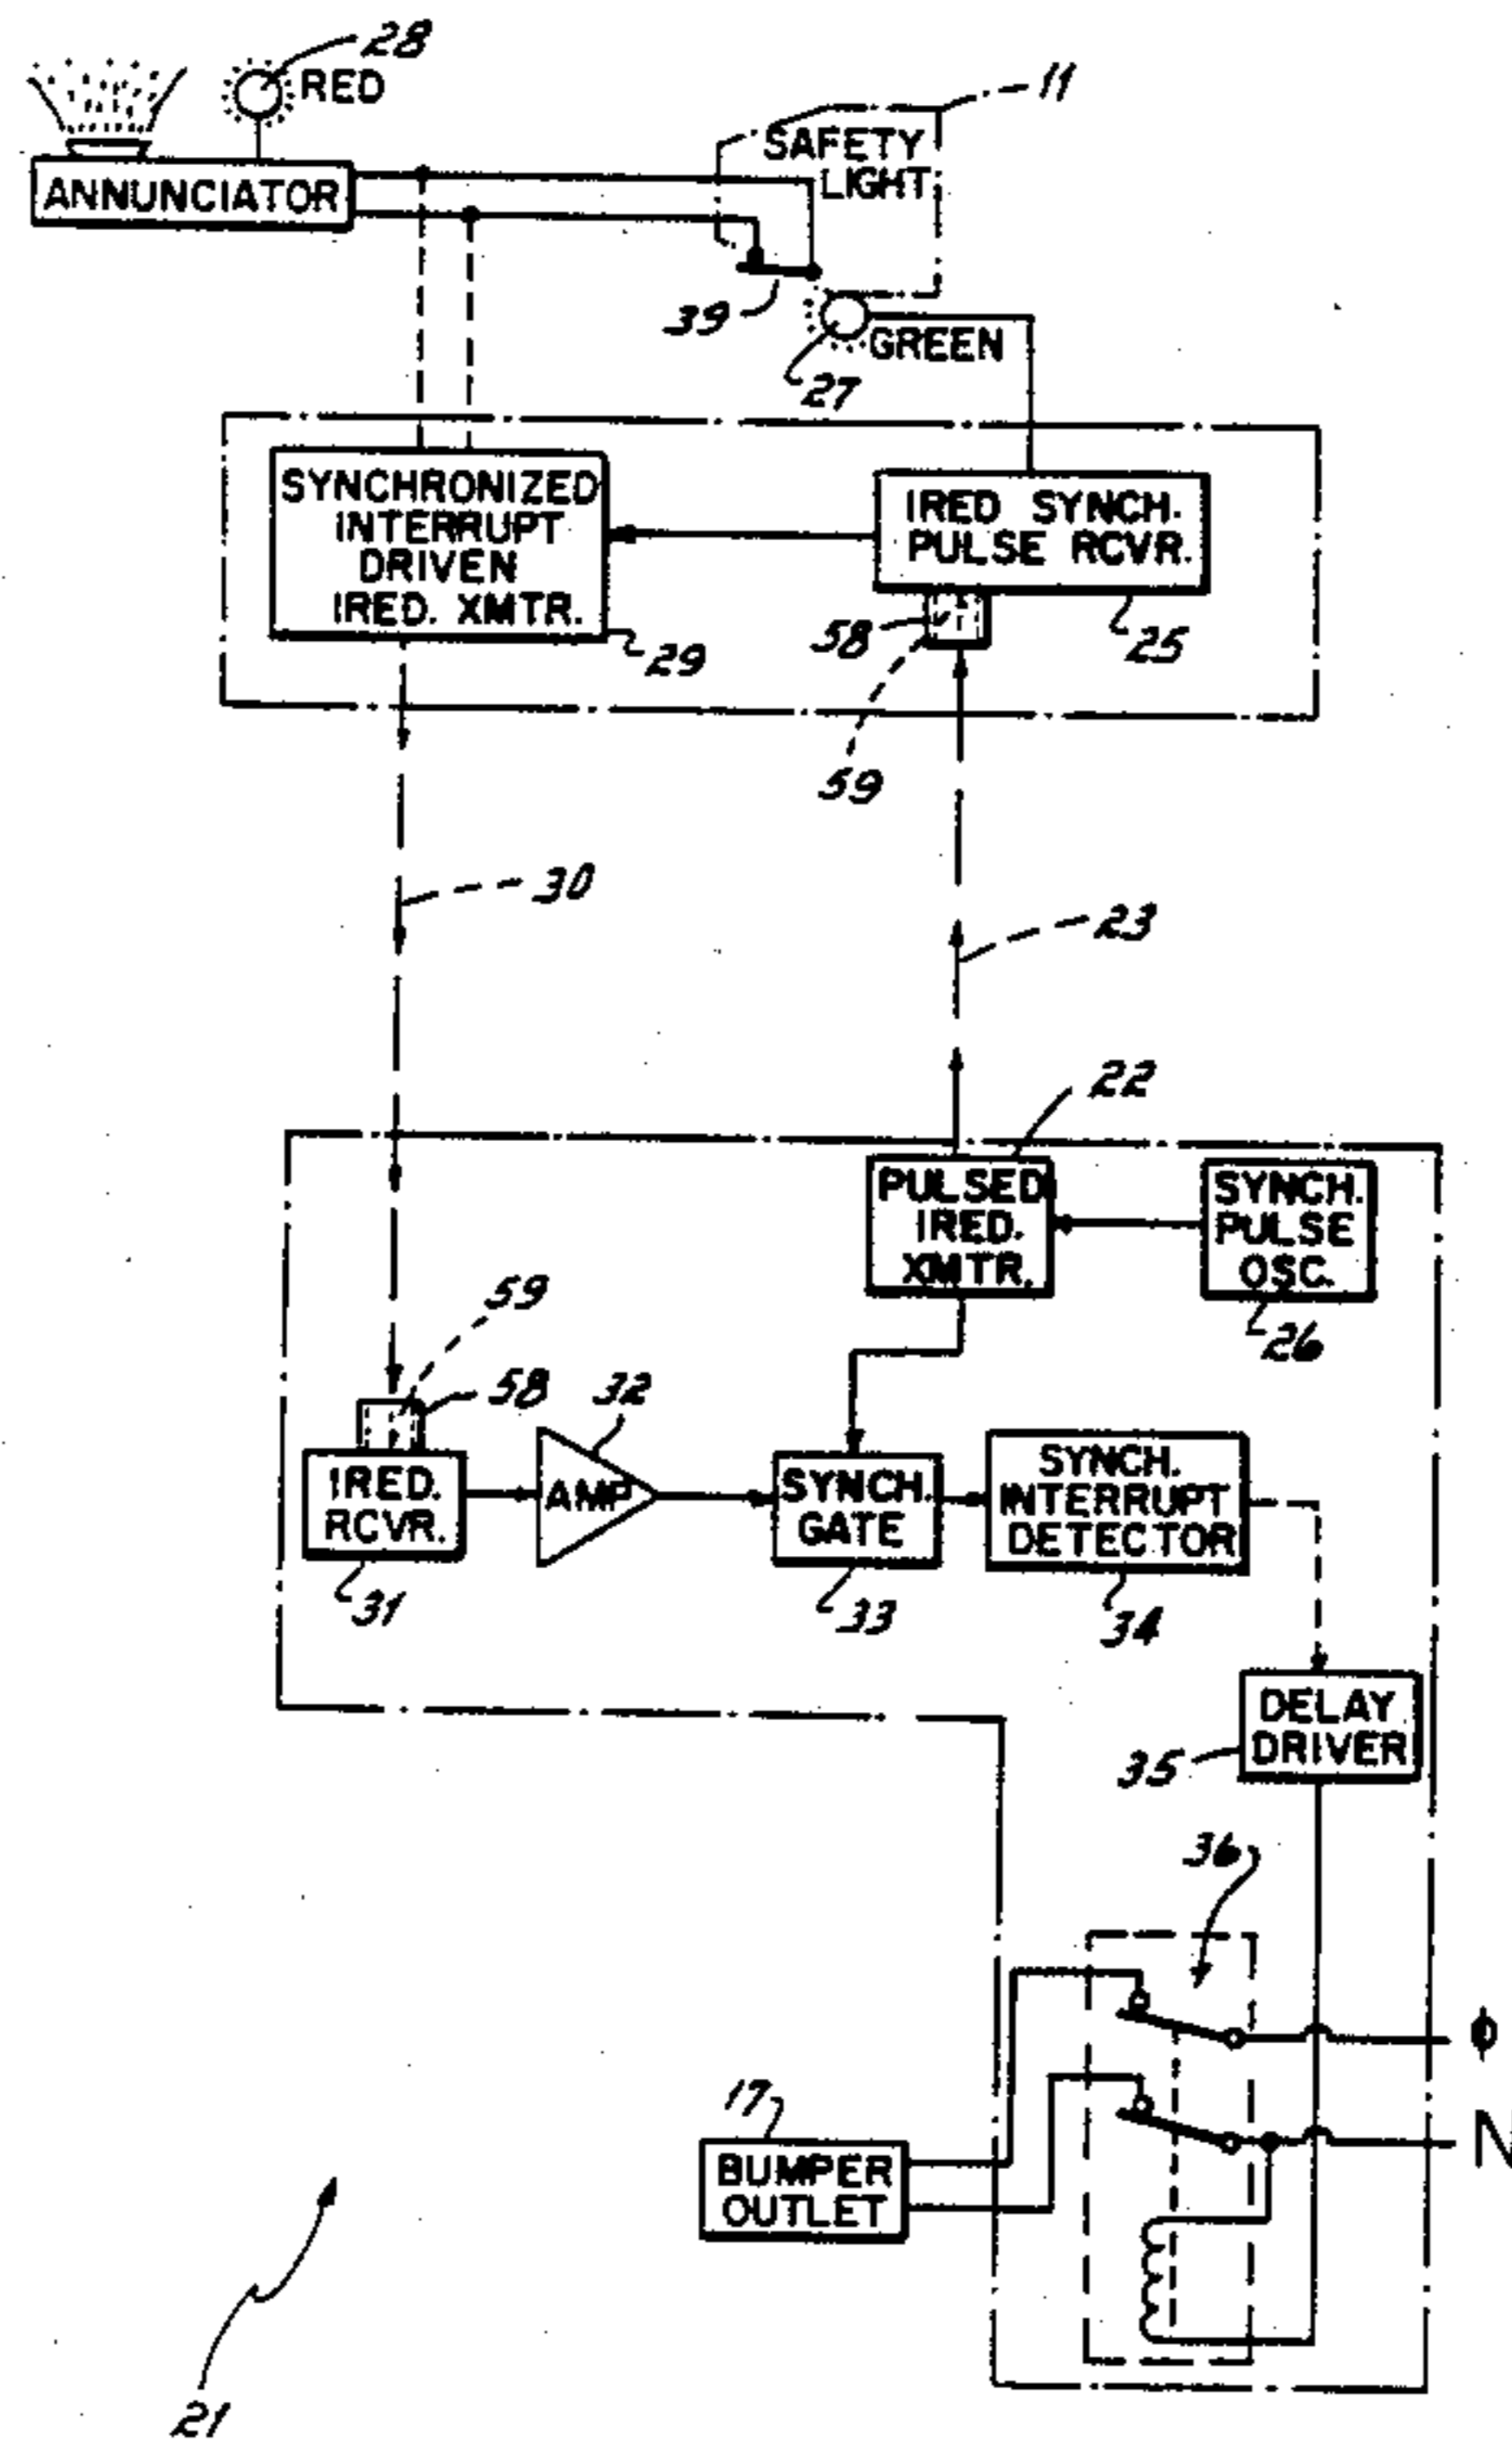 28
RED
11
SAFETY
LIGHT
ANNUNCIATOR
39
GREEN
27
SYNCHRONIZED
INTERRUPT
DRIVEN
IRED. XMTR.
29
IRED SYNCH.
PULSE RCVR.
58
25
59
30
23
22
PULSED
IRED.
XMTR.
SYNCH.
PULSE
OSC.
26
59
58
32
IRED.
RCVR.
31
AMP
SYNCH.
GATE
33
SYNCH.
INTERRUPT
DETECTOR
34
DELAY
DRIVER
35
36
Φ
N
17
BUMPER
OUTLET
21